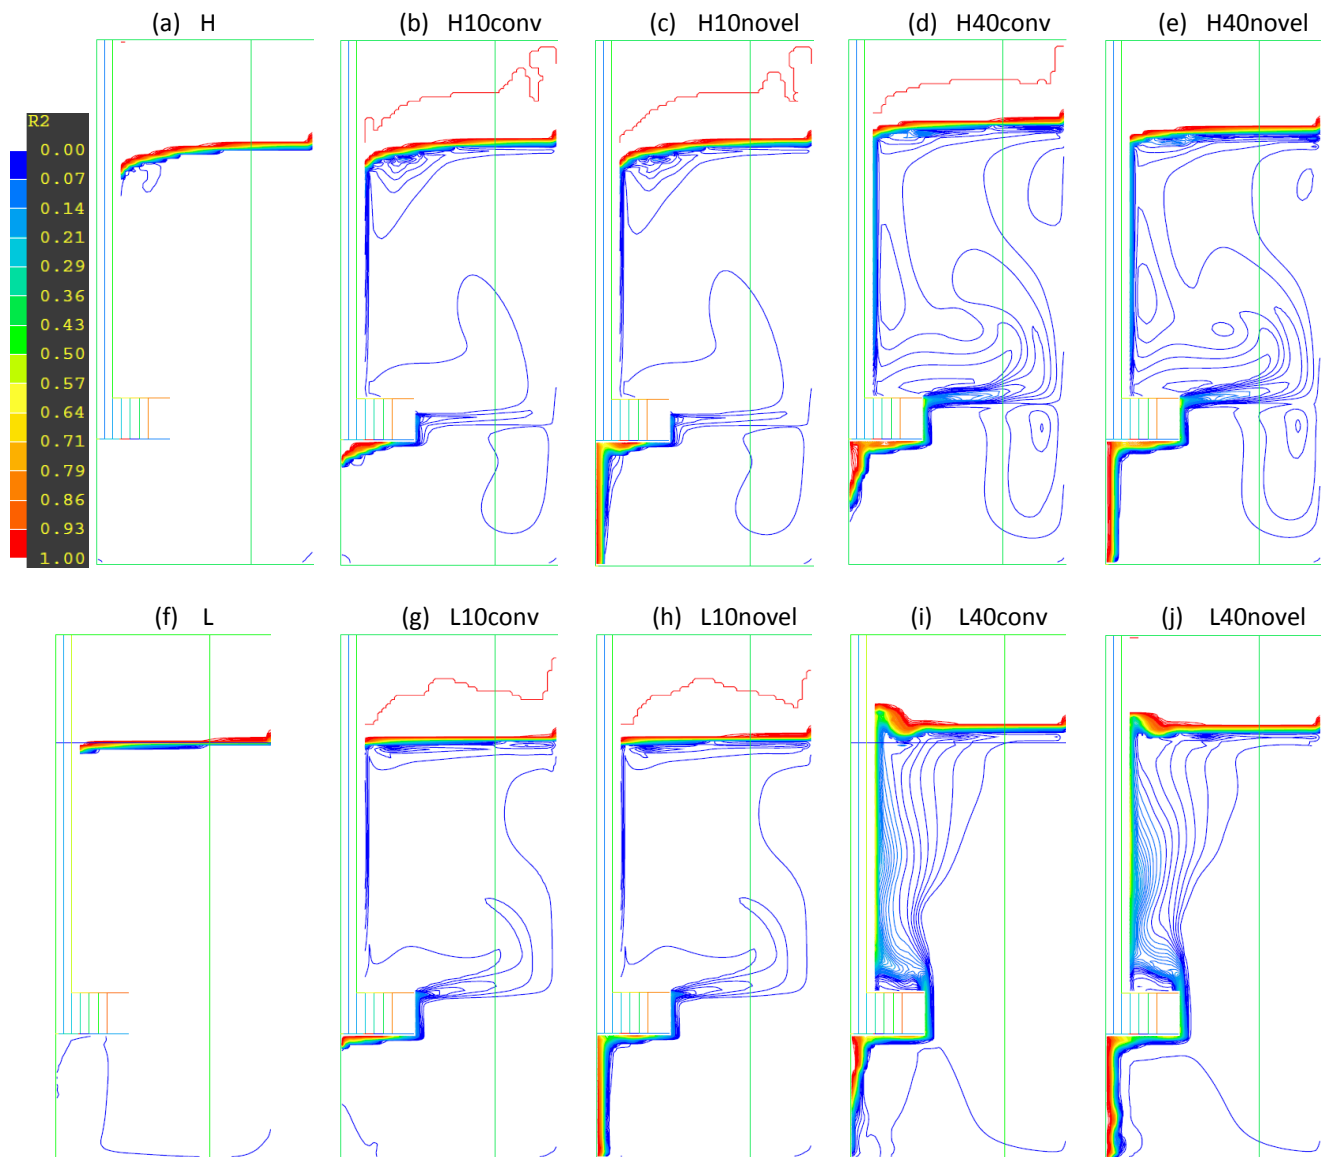 (a) H
(b) H10conv
(c) H10novel
(d) H40conv
(e) H40novel
R2
0.00
0.07
0.14
0.21
0.29
0.36
0.43
0.50
0.57
0.64
0.71
0.79
0.86
0.93
1.00
(f) L
(g) L10conv
(h) L10novel
(i) L40conv
(j) L40novel